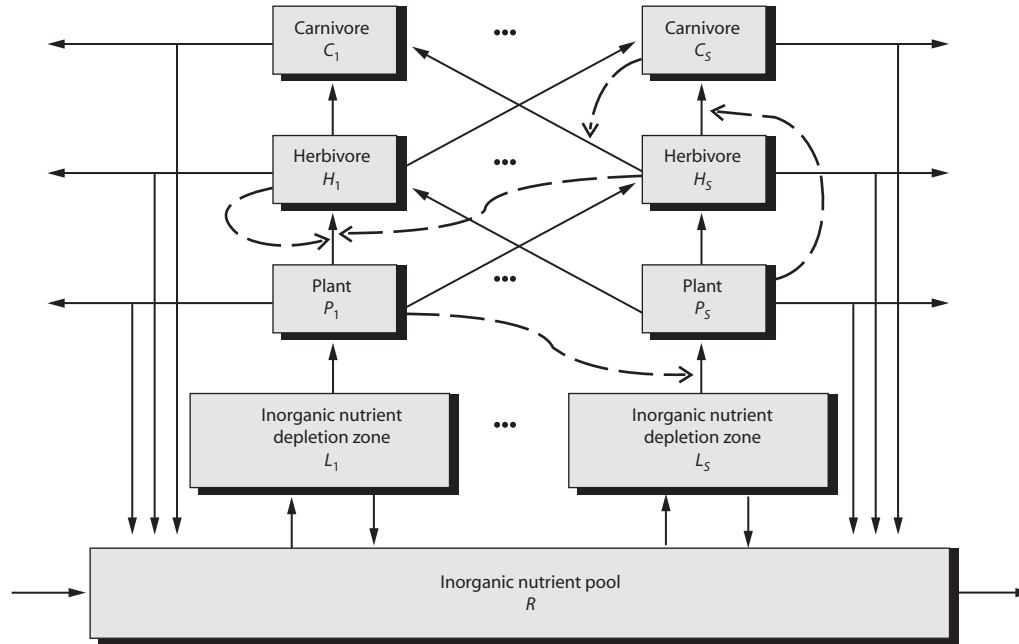 Carnivore
C1
•••
Carnivore
CS
Herbivore
H1
•••
Herbivore
HS
Plant
P1
•••
Plant
PS
Inorganic nutrient
depletion zone
L1
•••
Inorganic nutrient
depletion zone
LS
Inorganic nutrient pool
R